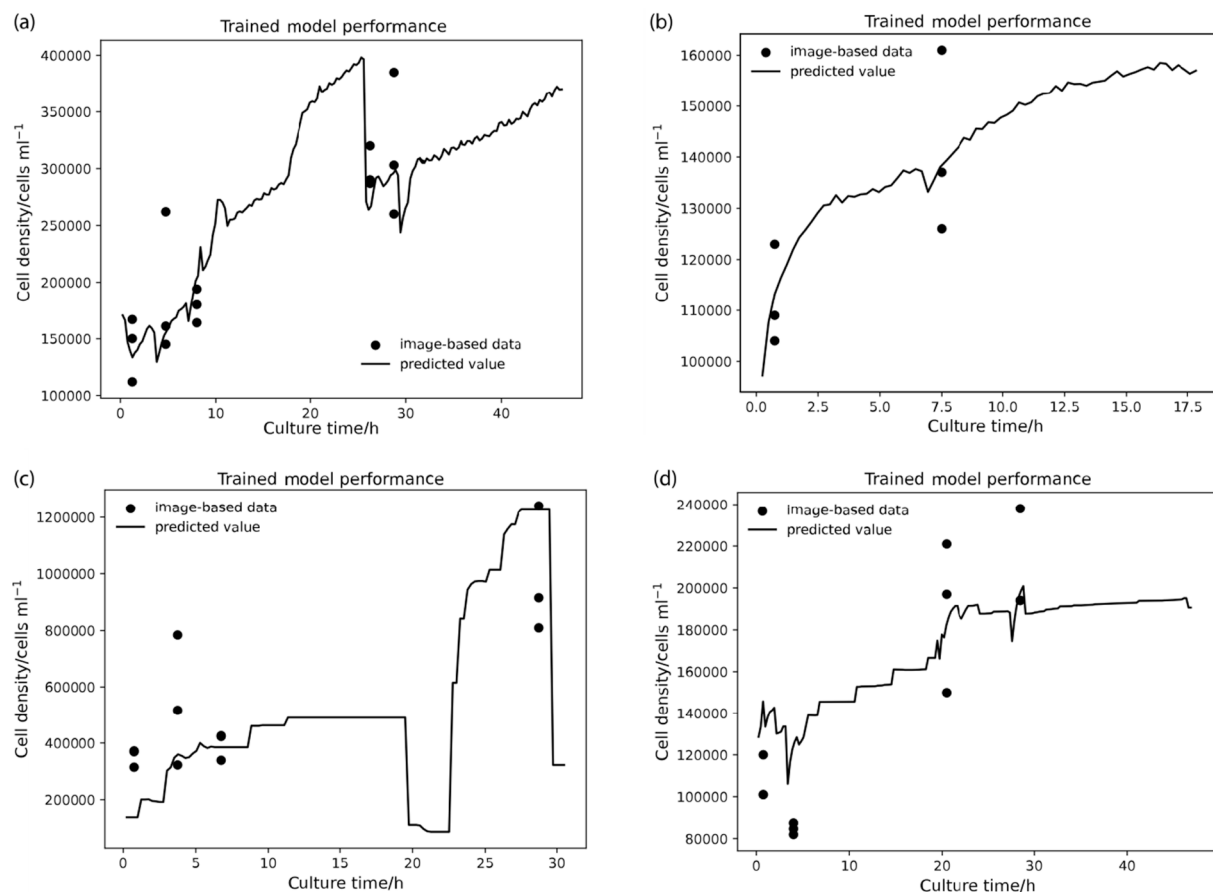 (a)
Trained model performance
400000
350000
300000
250000
200000
150000
100000
Cell density/cells ml⁻¹
image-based data
predicted value
0 10 20 30 40
Culture time/h
(b)
Trained model performance
160000
150000
140000
130000
120000
110000
100000
Cell density/cells ml⁻¹
image-based data
predicted value
0.0 2.5 5.0 7.5 10.0 12.5 15.0 17.5
Culture time/h
(c)
Trained model performance
1200000
1000000
800000
600000
400000
200000
Cell density/cells ml⁻¹
image-based data
predicted value
0 5 10 15 20 25 30
Culture time/h
(d)
Trained model performance
240000
220000
200000
180000
160000
140000
120000
100000
80000
Cell density/cells ml⁻¹
image-based data
predicted value
0 10 20 30 40
Culture time/h